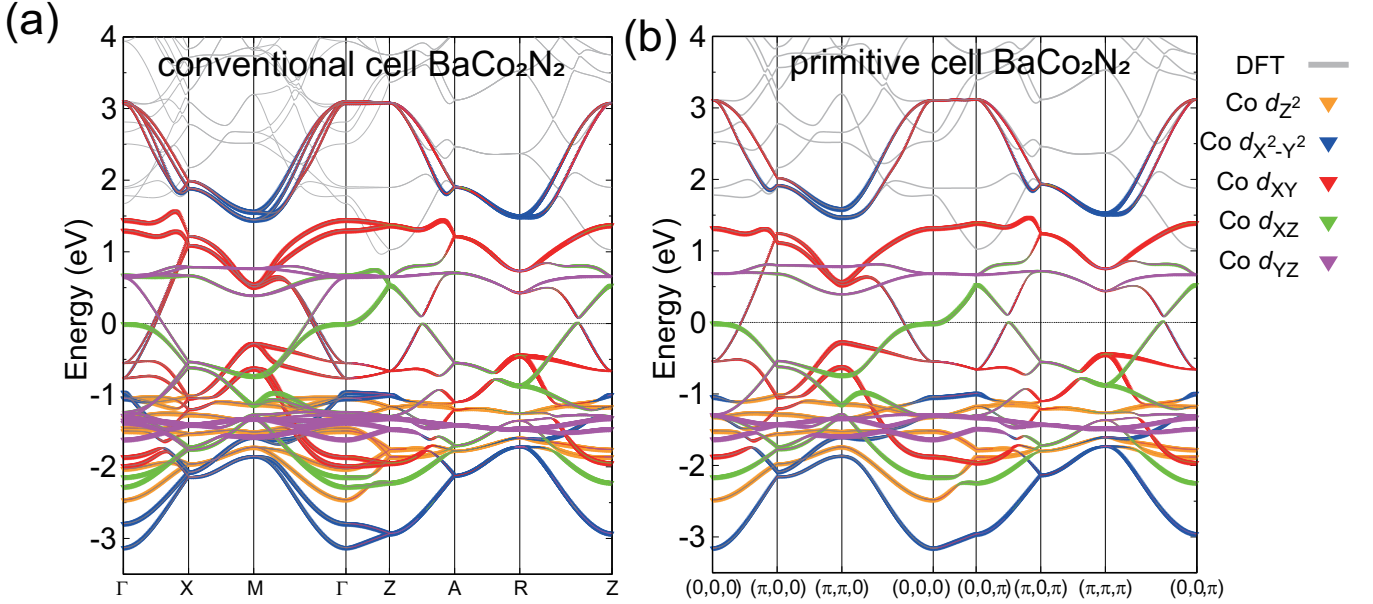 (a)
conventional cell BaCo₂N₂
Energy (eV)
4
3
2
1
0
-1
-2
-3
Γ X M Γ Z A R Z
(b)
primitive cell BaCo₂N₂
Energy (eV)
4
3
2
1
0
-1
-2
-3
(0,0,0) (π,0,0) (π,π,0) (0,0,0) (0,0,π) (π,0,π) (π,π,π) (0,0,π)
DFT
Co dZ²
Co dX²-Y²
Co dXY
Co dXZ
Co dYZ